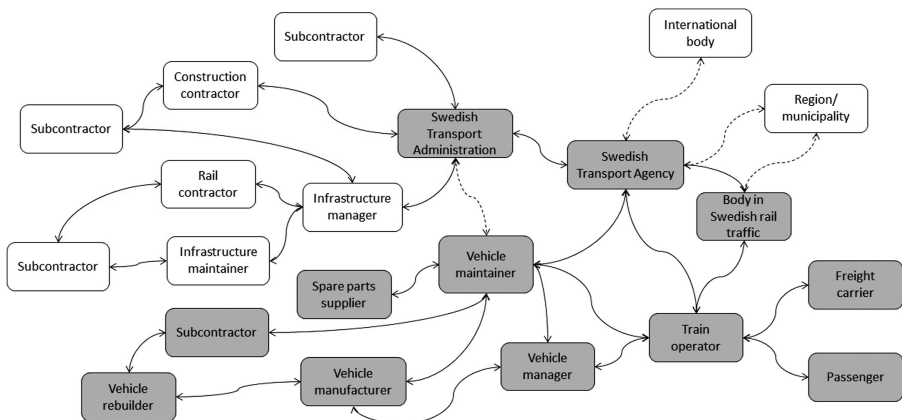 International
body
Subcontractor
Construction
contractor
Region/
municipality
Subcontractor
Swedish
Transport
Administration
Swedish
Transport Agency
Rail
contractor
Infrastructure
manager
Body in
Swedish rail
traffic
Subcontractor
Infrastructure
maintainer
Vehicle
maintainer
Spare parts
supplier
Freight
carrier
Subcontractor
Train
operator
Vehicle
rebuilder
Vehicle
manufacturer
Vehicle
manager
Passenger